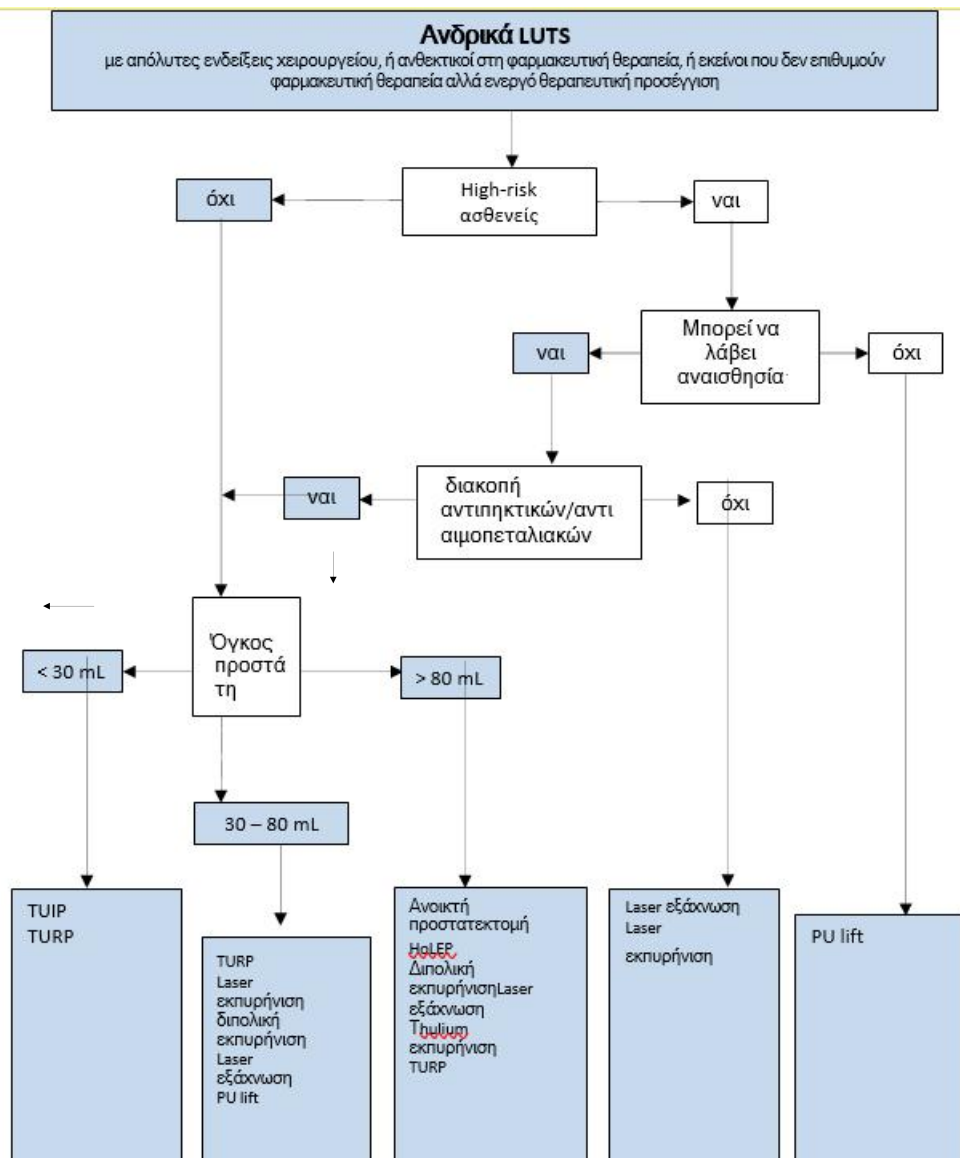 Ανδρικά LUTS
με απόλυτες ενδείξεις χειρουργείου, ή ανθεκτικοί στη φαρμακευτική θεραπεία, ή εκείνοι που δεν επιθυμούν
φαρμακευτική θεραπεία αλλά ενεργό θεραπευτική προσέγγιση
όχι
High-risk
ασθενείς
ναι
ναι
Μπορεί να
λάβει
αναισθησία
όχι
ναι
διακοπή
αντιπηκτικών/αντι
αιμοπεταλιακών
όχι
< 30 mL
Όγκος
προστά
τη
> 80 mL
30 – 80 mL
TUIP
TURP
TURP
Laser
εκπυρήνιση
διπολική
εκπυρήνιση
Laser
εξάχνωση
PU lift
Ανοικτή
προστατεκτομή
HoLEP
Διπολική
εκπυρήνισηLaser
εξάχνωση
Thulium
εκπυρήνιση
TURP
Laser εξάχνωση
Laser
εκπυρήνιση
PU lift